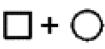 □ + ○